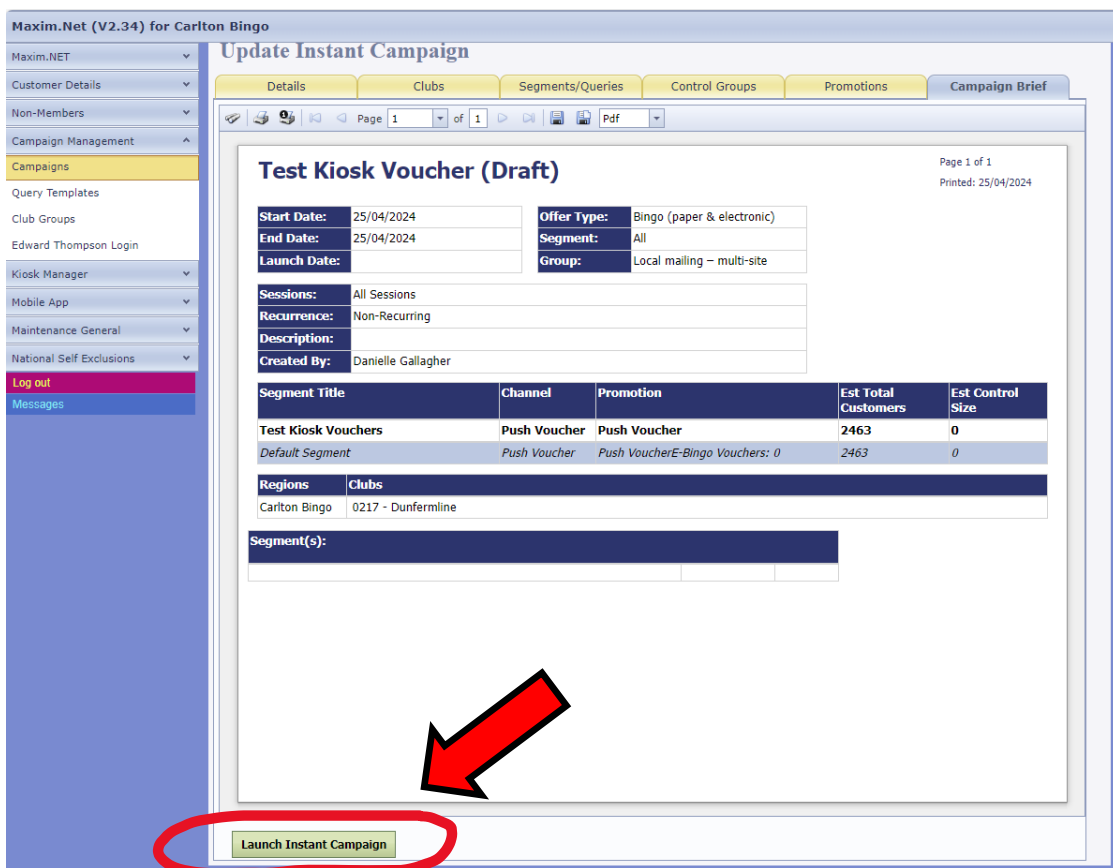 Maxim.Net (V2.34) for Carlton Bingo
Maxim.NET
Customer Details
Non-Members
Campaign Management
Campaigns
Query Templates
Club Groups
Edward Thompson Login
Kiosk Manager
Mobile App
Maintenance General
National Self Exclusions
Log out
Messages
Update Instant Campaign
Details Clubs Segments/Queries Control Groups Promotions Campaign Brief
Page 1 of 1 Pdf
Test Kiosk Voucher (Draft)
Page 1 of 1
Printed: 25/04/2024
Start Date: 25/04/2024 Offer Type: Bingo (paper & electronic)
End Date: 25/04/2024 Segment: All
Launch Date: Group: Local mailing – multi-site
Sessions: All Sessions
Recurrence: Non-Recurring
Description:
Created By: Danielle Gallagher
Segment Title Channel Promotion Est Total Customers Est Control Size
Test Kiosk Vouchers Push Voucher Push Voucher 2463 0
Default Segment Push Voucher Push VoucherE-Bingo Vouchers: 0 2463 0
Regions Clubs
Carlton Bingo 0217 - Dunfermline
Segment(s):
Launch Instant Campaign